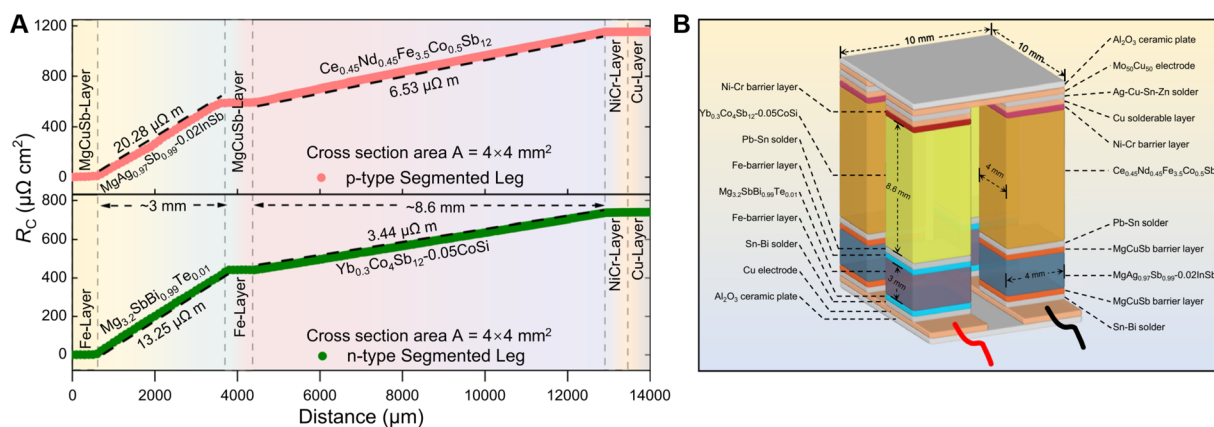 A
R_C (μΩ cm²)
1200
800
400
0
MgCuSb-Layer
20.28 μΩ m
MgAg₀.₉₇Sb₀.₉₉-0.02InSb
MgCuSb-Layer
Ce₀.₄₅Nd₀.₄₅Fe₃.₅Co₀.₅Sb₁₂
6.53 μΩ m
NiCr-Layer
Cu-Layer
Cross section area A = 4×4 mm²
p-type Segmented Leg
800
600
400
200
0
~3 mm
~8.6 mm
Fe-Layer
Mg₃.₂SbBi₀.₉₉Te₀.₀₁
13.25 μΩ m
Fe-Layer
3.44 μΩ m
Yb₀.₃Co₄Sb₁₂-0.05CoSi
NiCr-Layer
Cu-Layer
Cross section area A = 4×4 mm²
n-type Segmented Leg
0 2000 4000 6000 8000 10000 12000 14000
Distance (μm)
B
10 mm
10 mm
Ni-Cr barrier layer
Yb₀.₃Co₄Sb₁₂-0.05CoSi
Pb-Sn solder
Fe-barrier layer
Mg₃.₂SbBi₀.₉₉Te₀.₀₁
Fe-barrier layer
Sn-Bi solder
Cu electrode
Al₂O₃ ceramic plate
8.6 mm
3 mm
4 mm
4 mm
Al₂O₃ ceramic plate
Mo₅₀Cu₅₀ electrode
Ag-Cu-Sn-Zn solder
Cu solderable layer
Ni-Cr barrier layer
Ce₀.₄₅Nd₀.₄₅Fe₃.₅Co₀.₅Sb
Pb-Sn solder
MgCuSb barrier layer
MgAg₀.₉₇Sb₀.₉₉-0.02InSb
MgCuSb barrier layer
Sn-Bi solder